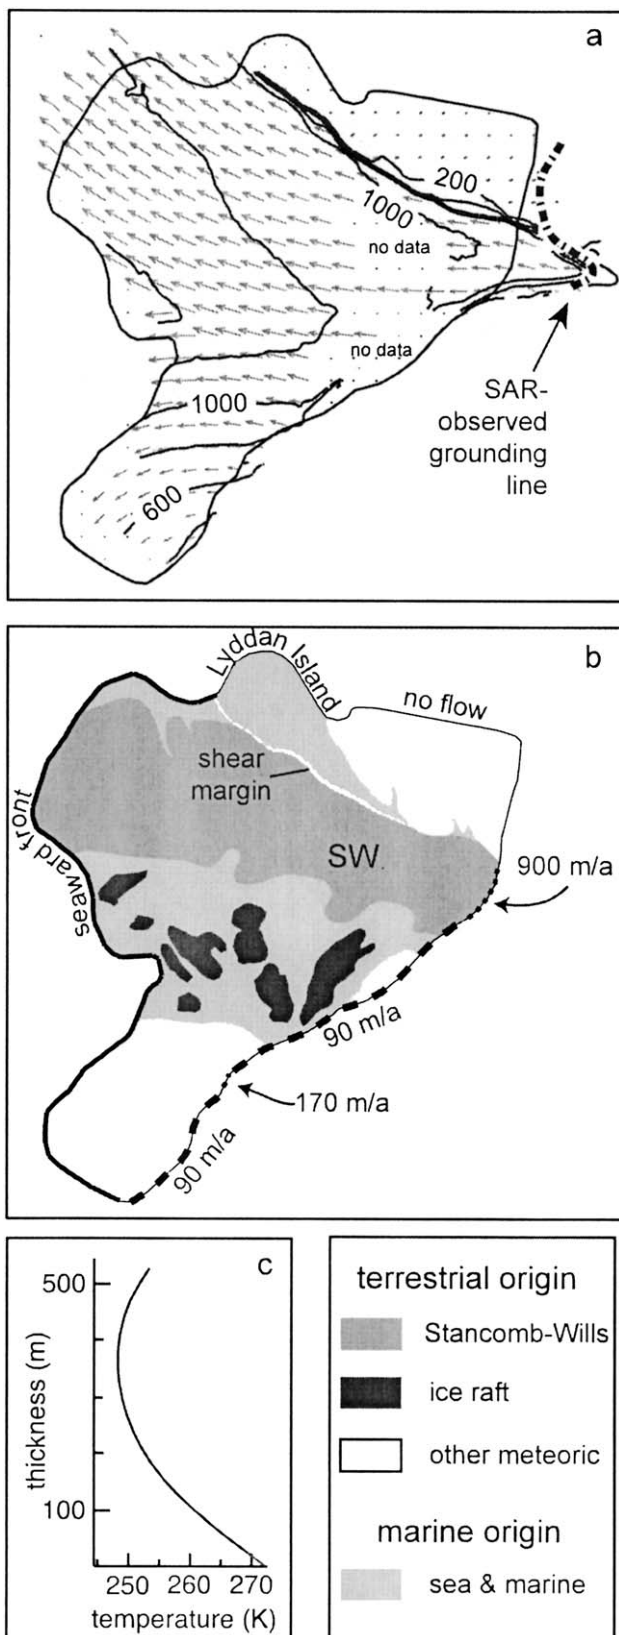 a
200
1000
no data
no data
1000
600
SAR-
observed
grounding
line
b
Lyddan Island
no flow
shear
margin
seaward front
SW
900 m/a
90 m/a
170 m/a
90 m/a
c
500
100
thickness (m)
250 260 270
temperature (K)
terrestrial origin
Stancomb-Wills
ice raft
other meteoric
marine origin
sea & marine